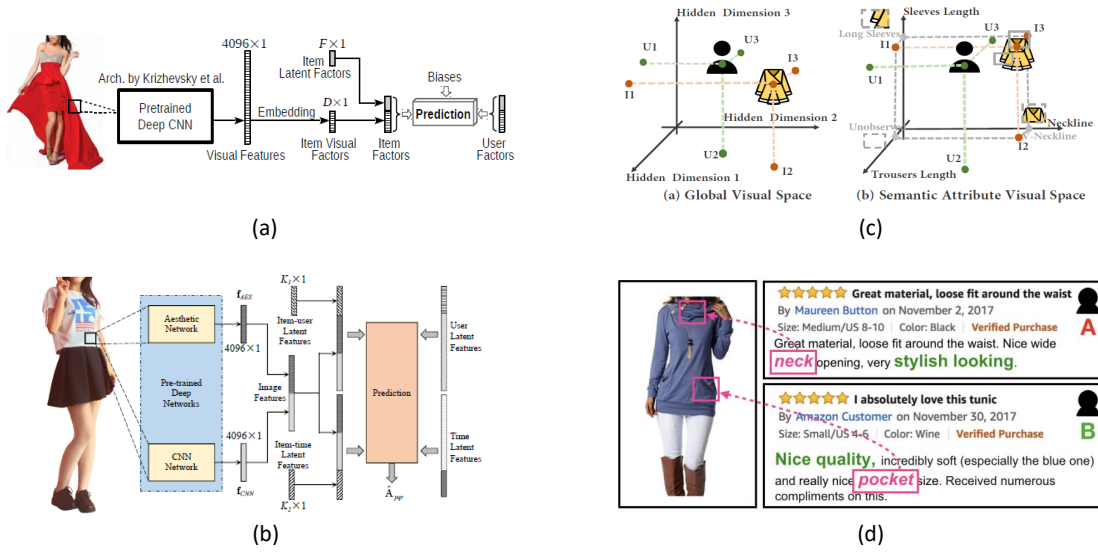 Arch. by Krizhevsky et al.
Pretrained
Deep CNN
4096×1
Visual Features
Embedding
F×1
Item
Latent Factors
D×1
Item Visual
Factors
Item
Factors
Biases
Prediction
User
Factors
(a)
Hidden Dimension 3
U1
U3
I3
I1
Hidden Dimension 2
U2
I2
Hidden Dimension 1
(a) Global Visual Space
Sleeves Length
Long Sleeves
I1
U3
I3
U1
Unobserv
Neckline
V-Neckline
I2
U2
Trousers Length
(b) Semantic Attribute Visual Space
(c)
Aesthetic
Network
Pre-trained
Deep
Networks
CNN
Network
f_AES
4096×1
4096×1
f_CNN
Image
Features
K_1×1
Item-user
Latent
Features
Item-time
Latent
Features
K_2×1
Prediction
Â_pqr
User Latent
Features
Time Latent
Features
(b)
Great material, loose fit around the waist
By Maureen Button on November 2, 2017
Size: Medium/US 8-10 | Color: Black | Verified Purchase
Great material, loose fit around the waist. Nice wide
neck opening, very stylish looking.
A
I absolutely love this tunic
By Amazon Customer on November 30, 2017
Size: Small/US 4-6 | Color: Wine | Verified Purchase
Nice quality, incredibly soft (especially the blue one)
and really nice pocket size. Received numerous
compliments on this.
B
(d)